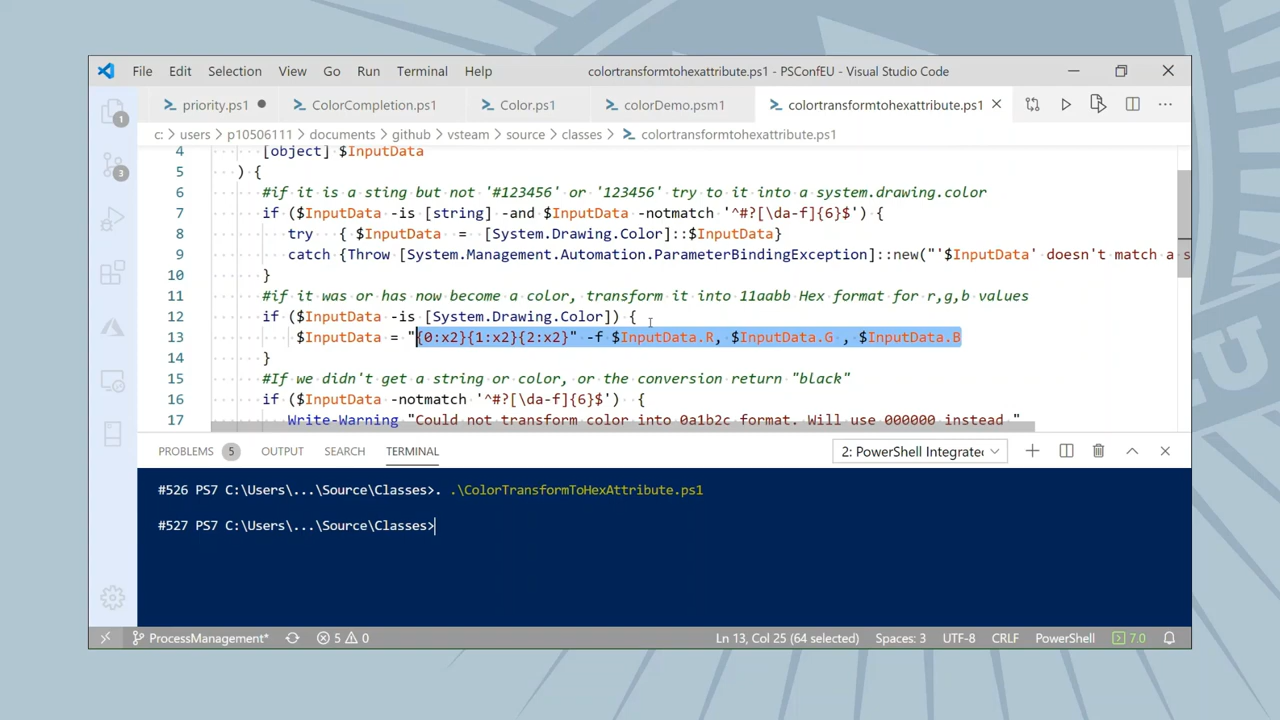 File Edit Selection View Go Run Terminal Help colortransformtohexattribute.ps1 - PSConfEU - Visual Studio Code
priority.ps1 ColorCompletion.ps1 Color.ps1 colorDemo.psm1 colortransformtohexattribute.ps1
c: > users > p10506111 > documents > github > vsteam > source > classes > colortransformtohexattribute.ps1
1
4 [object] $InputData
5 ) {
6 #if it is a sting but not '#123456' or '123456' try to it into a system.drawing.color
3
7 if ($InputData -is [string] -and $InputData -notmatch '^#?[\da-f]{6}$') {
8 try { $InputData = [System.Drawing.Color]::$InputData}
9 catch {Throw [System.Management.Automation.ParameterBindingException]::new("'$InputData' doesn't match a s
10 }
11 #if it was or has now become a color, transform it into 11aabb Hex format for r,g,b values
12 if ($InputData -is [System.Drawing.Color]) {
13 $InputData = "{0:x2}{1:x2}{2:x2}" -f $InputData.R, $InputData.G , $InputData.B
14 }
15 #If we didn't get a string or color, or the conversion return "black"
16 if ($InputData -notmatch '^#?[\da-f]{6}$') {
17 Write-Warning "Could not transform color into 0a1b2c format. Will use 000000 instead "
PROBLEMS 5 OUTPUT SEARCH TERMINAL 2: PowerShell Integrated
#526 PS7 C:\Users\...\Source\Classes>. .\ColorTransformToHexAttribute.ps1
#527 PS7 C:\Users\...\Source\Classes>
ProcessManagement* 5 0 Ln 13, Col 25 (64 selected) Spaces: 3 UTF-8 CRLF PowerShell 7.0